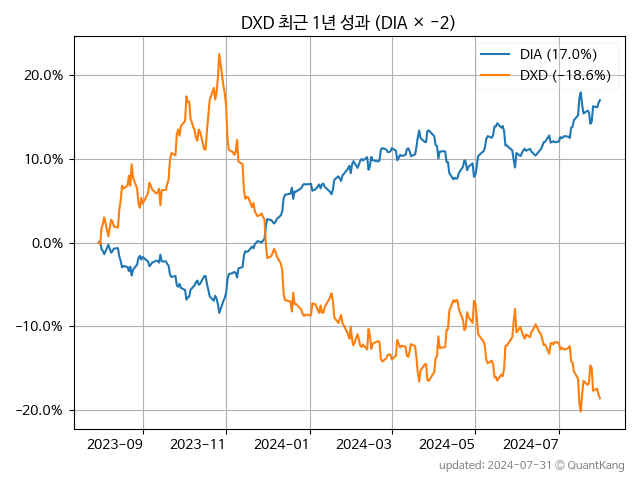 DXD 최근 1년 성과 (DIA × −2)
DIA (17.0%)
DXD (−18.6%)
20.0%
10.0%
0.0%
−10.0%
−20.0%
2023−09
2023−11
2024−01
2024−03
2024−05
2024−07
updated: 2024-07-31 © QuantKang